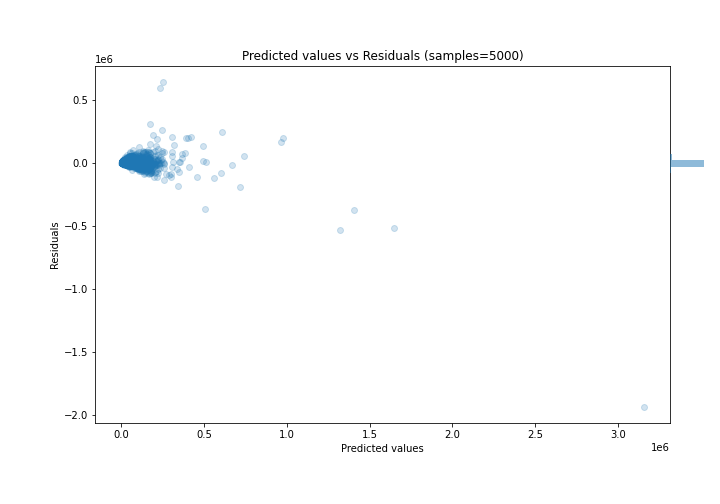 Predicted values vs Residuals (samples=5000)
1e6
0.5
0.0
−0.5
−1.0
−1.5
−2.0
Residuals
0.0 0.5 1.0 1.5 2.0 2.5 3.0
1e6
Predicted values